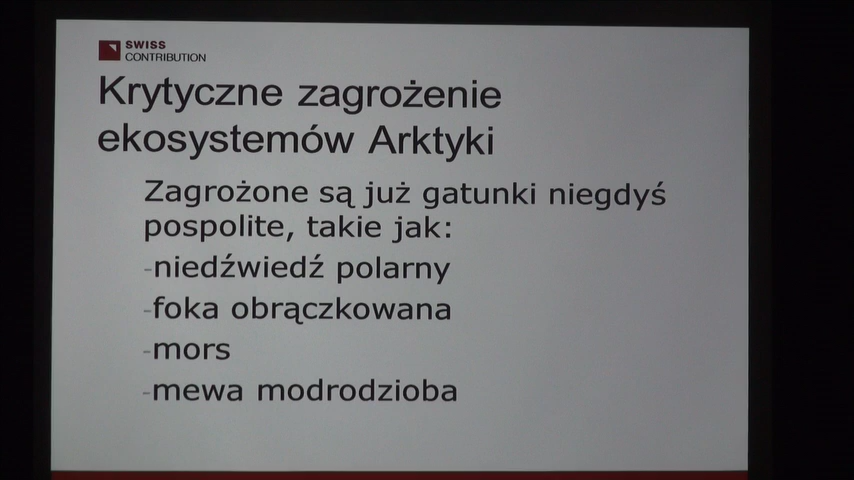 SWISS
CONTRIBUTION
Krytyczne zagrożenie
ekosystemów Arktyki
Zagrożone są już gatunki niegdyś
pospolite, takie jak:
-niedźwiedź polarny
-foka obrączkowana
-mors
-mewa modrodzioba